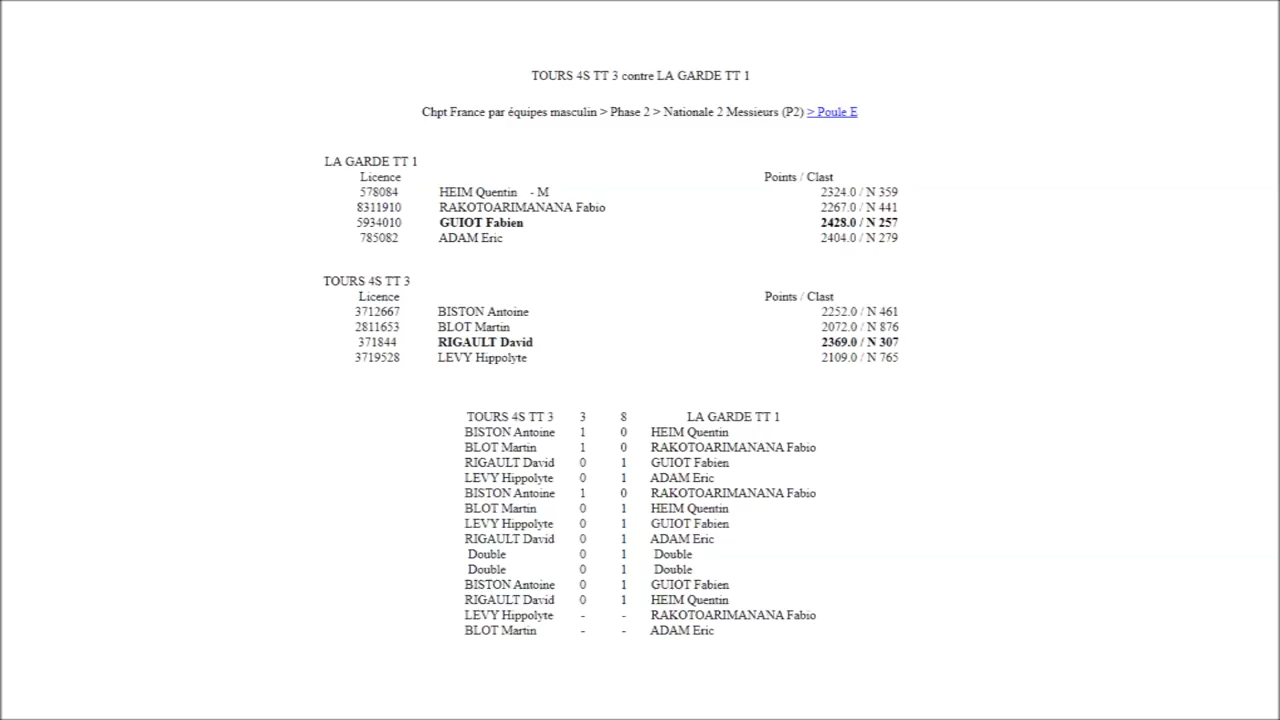 TOURS 4S TT 3 contre LA GARDE TT 1
Chpt France par équipes masculin > Phase 2 > Nationale 2 Messieurs (P2) > Poule E
LA GARDE TT 1
Licence Points / Clast
578084 HEIM Quentin - M 2324.0 / N 359
8311910 RAKOTOARIMANANA Fabio 2267.0 / N 441
5934010 GUIOT Fabien 2428.0 / N 257
785082 ADAM Eric 2404.0 / N 279
TOURS 4S TT 3
Licence Points / Clast
3712667 BISTON Antoine 2252.0 / N 461
2811653 BLOT Martin 2072.0 / N 876
371844 RIGAULT David 2369.0 / N 307
3719528 LEVY Hippolyte 2109.0 / N 765
TOURS 4S TT 3 3 8 LA GARDE TT 1
BISTON Antoine 1 0 HEIM Quentin
BLOT Martin 1 0 RAKOTOARIMANANA Fabio
RIGAULT David 0 1 GUIOT Fabien
LEVY Hippolyte 0 1 ADAM Eric
BISTON Antoine 1 0 RAKOTOARIMANANA Fabio
BLOT Martin 0 1 HEIM Quentin
LEVY Hippolyte 0 1 GUIOT Fabien
RIGAULT David 0 1 ADAM Eric
Double 0 1 Double
Double 0 1 Double
BISTON Antoine 0 1 GUIOT Fabien
RIGAULT David 0 1 HEIM Quentin
LEVY Hippolyte - - RAKOTOARIMANANA Fabio
BLOT Martin - - ADAM Eric